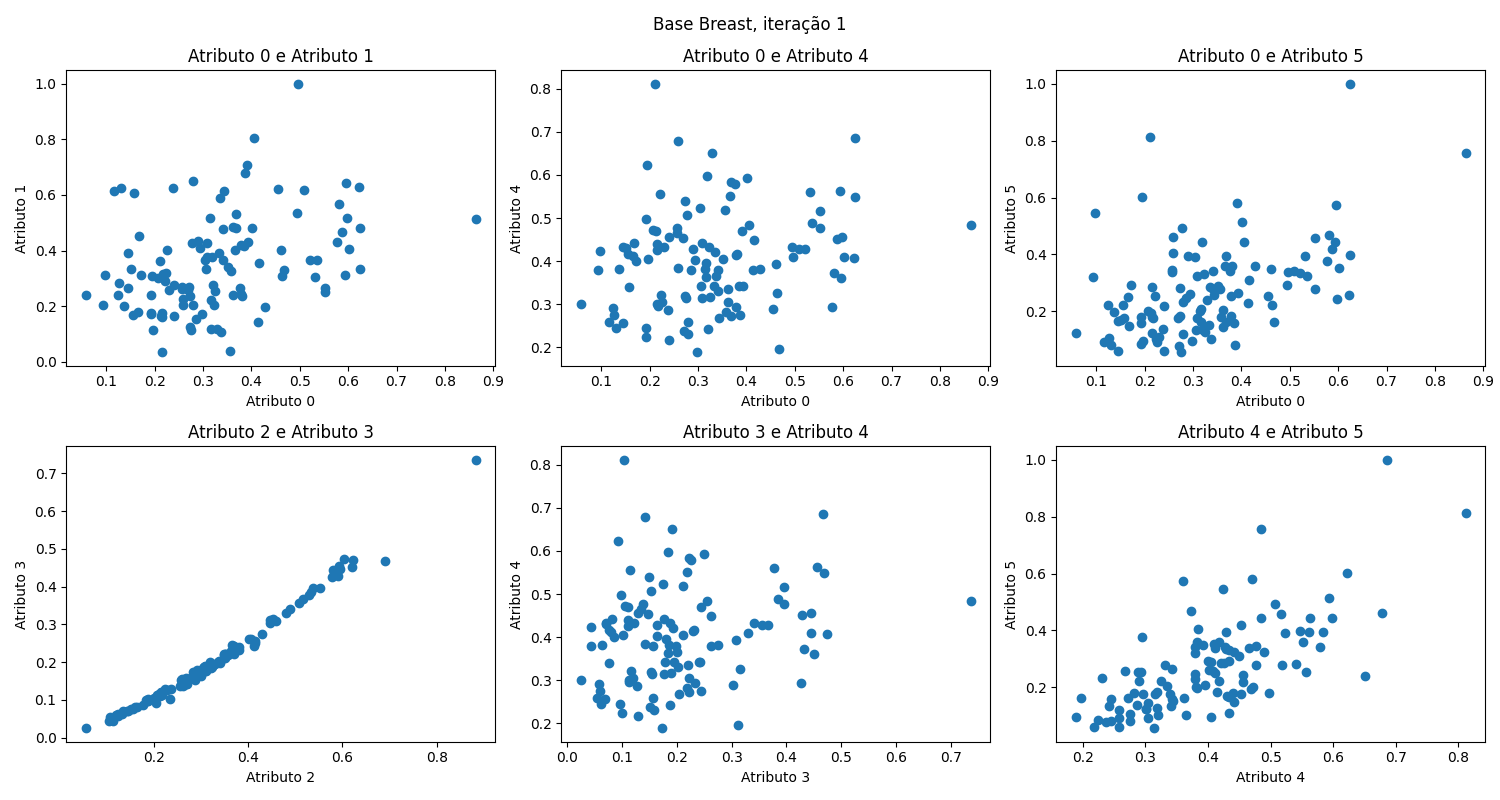 Base Breast, iteração 1
Atributo 0 e Atributo 1
Atributo 1
1.0
0.8
0.6
0.4
0.2
0.0
0.1 0.2 0.3 0.4 0.5 0.6 0.7 0.8 0.9
Atributo 0
Atributo 0 e Atributo 4
Atributo 4
0.8
0.7
0.6
0.5
0.4
0.3
0.2
0.1 0.2 0.3 0.4 0.5 0.6 0.7 0.8 0.9
Atributo 0
Atributo 0 e Atributo 5
Atributo 5
1.0
0.8
0.6
0.4
0.2
0.1 0.2 0.3 0.4 0.5 0.6 0.7 0.8 0.9
Atributo 0
Atributo 2 e Atributo 3
Atributo 3
0.7
0.6
0.5
0.4
0.3
0.2
0.1
0.0
0.2 0.4 0.6 0.8
Atributo 2
Atributo 3 e Atributo 4
Atributo 4
0.8
0.7
0.6
0.5
0.4
0.3
0.2
0.0 0.1 0.2 0.3 0.4 0.5 0.6 0.7
Atributo 3
Atributo 4 e Atributo 5
Atributo 5
1.0
0.8
0.6
0.4
0.2
0.2 0.3 0.4 0.5 0.6 0.7 0.8
Atributo 4